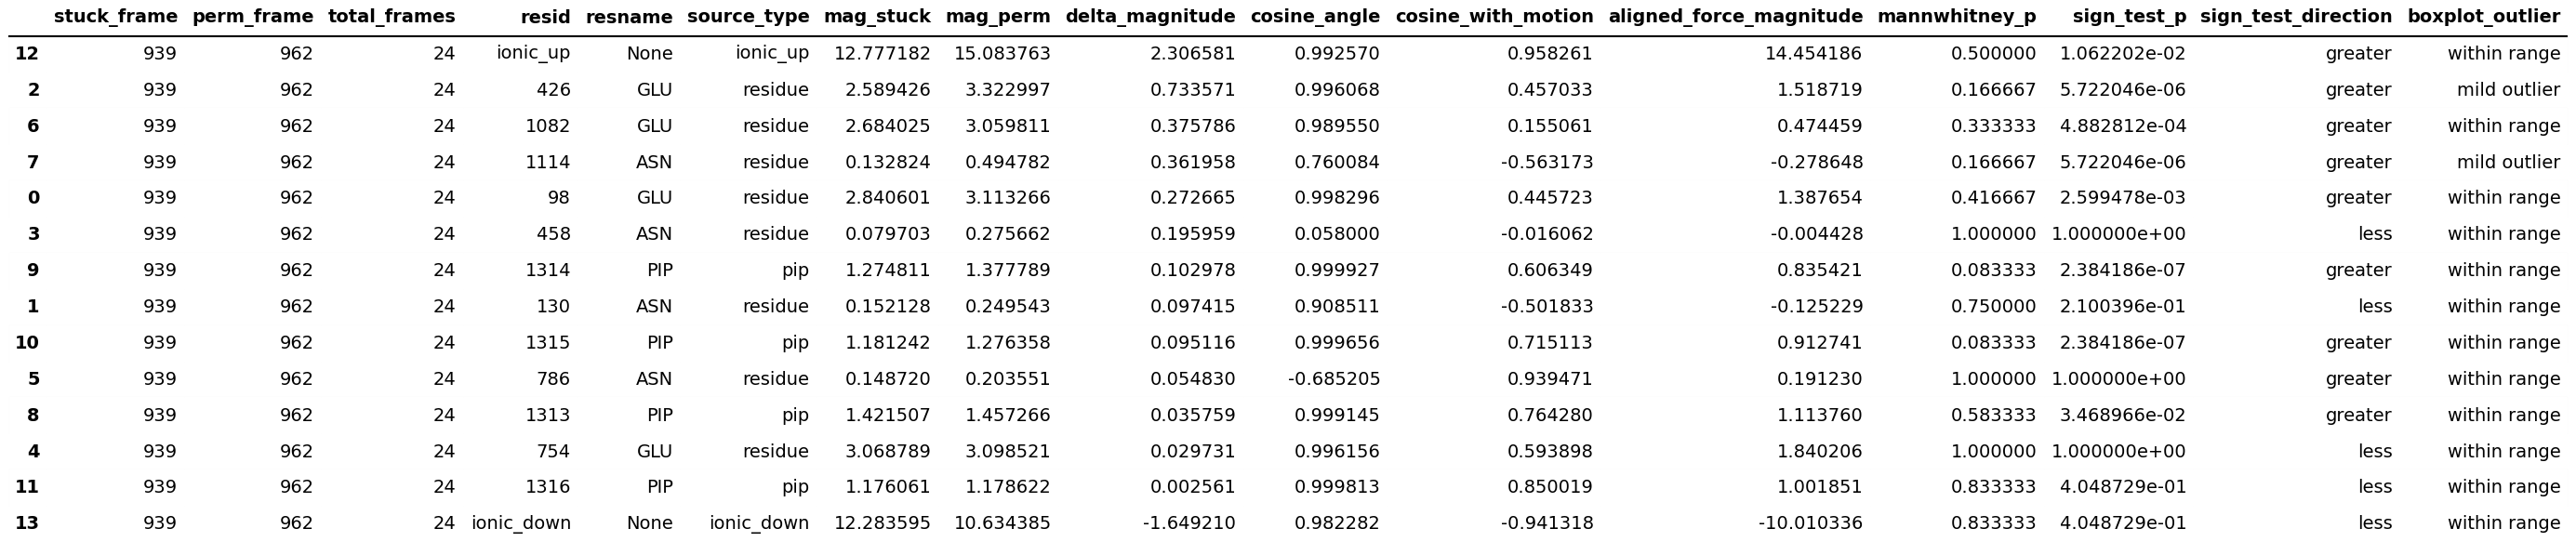 stuck_frame perm_frame total_frames resid resname source_type mag_stuck mag_perm delta_magnitude cosine_angle cosine_with_motion aligned_force_magnitude mannwhitney_p sign_test_p sign_test_direction boxplot_outlier
12 939 962 24 ionic_up None ionic_up 12.777182 15.083763 2.306581 0.992570 0.958261 14.454186 0.500000 1.062202e-02 greater within range
2 939 962 24 426 GLU residue 2.589426 3.322997 0.733571 0.996068 0.457033 1.518719 0.166667 5.722046e-06 greater mild outlier
6 939 962 24 1082 GLU residue 2.684025 3.059811 0.375786 0.989550 0.155061 0.474459 0.333333 4.882812e-04 greater within range
7 939 962 24 1114 ASN residue 0.132824 0.494782 0.361958 0.760084 -0.563173 -0.278648 0.166667 5.722046e-06 greater mild outlier
0 939 962 24 98 GLU residue 2.840601 3.113266 0.272665 0.998296 0.445723 1.387654 0.416667 2.599478e-03 greater within range
3 939 962 24 458 ASN residue 0.079703 0.275662 0.195959 0.058000 -0.016062 -0.004428 1.000000 1.000000e+00 less within range
9 939 962 24 1314 PIP pip 1.274811 1.377789 0.102978 0.999927 0.606349 0.835421 0.083333 2.384186e-07 greater within range
1 939 962 24 130 ASN residue 0.152128 0.249543 0.097415 0.908511 -0.501833 -0.125229 0.750000 2.100396e-01 less within range
10 939 962 24 1315 PIP pip 1.181242 1.276358 0.095116 0.999656 0.715113 0.912741 0.083333 2.384186e-07 greater within range
5 939 962 24 786 ASN residue 0.148720 0.203551 0.054830 -0.685205 0.939471 0.191230 1.000000 1.000000e+00 greater within range
8 939 962 24 1313 PIP pip 1.421507 1.457266 0.035759 0.999145 0.764280 1.113760 0.583333 3.468966e-02 greater within range
4 939 962 24 754 GLU residue 3.068789 3.098521 0.029731 0.996156 0.593898 1.840206 1.000000 1.000000e+00 less within range
11 939 962 24 1316 PIP pip 1.176061 1.178622 0.002561 0.999813 0.850019 1.001851 0.833333 4.048729e-01 less within range
13 939 962 24 ionic_down None ionic_down 12.283595 10.634385 -1.649210 0.982282 -0.941318 -10.010336 0.833333 4.048729e-01 less within range